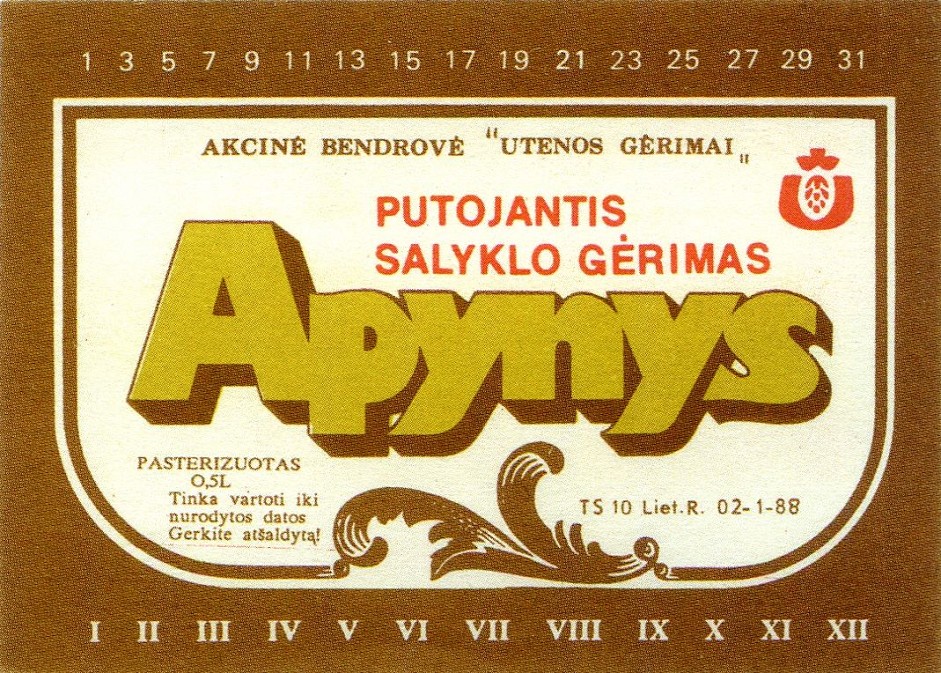 1 3 5 7 9 11 13 15 17 19 21 23 25 27 29 31
AKCINĖ BENDROVĖ "UTENOS GĖRIMAI„
PUTOJANTIS
SALYKLO GĖRIMAS
Apynys
PASTERIZUOTAS
0,5L
Tinka vartoti iki
nurodytos datos
Gerkite atšaldytą!
TS 10 Liet.R. 02-1-88
I II III IV V VI VII VIII IX X XI XII